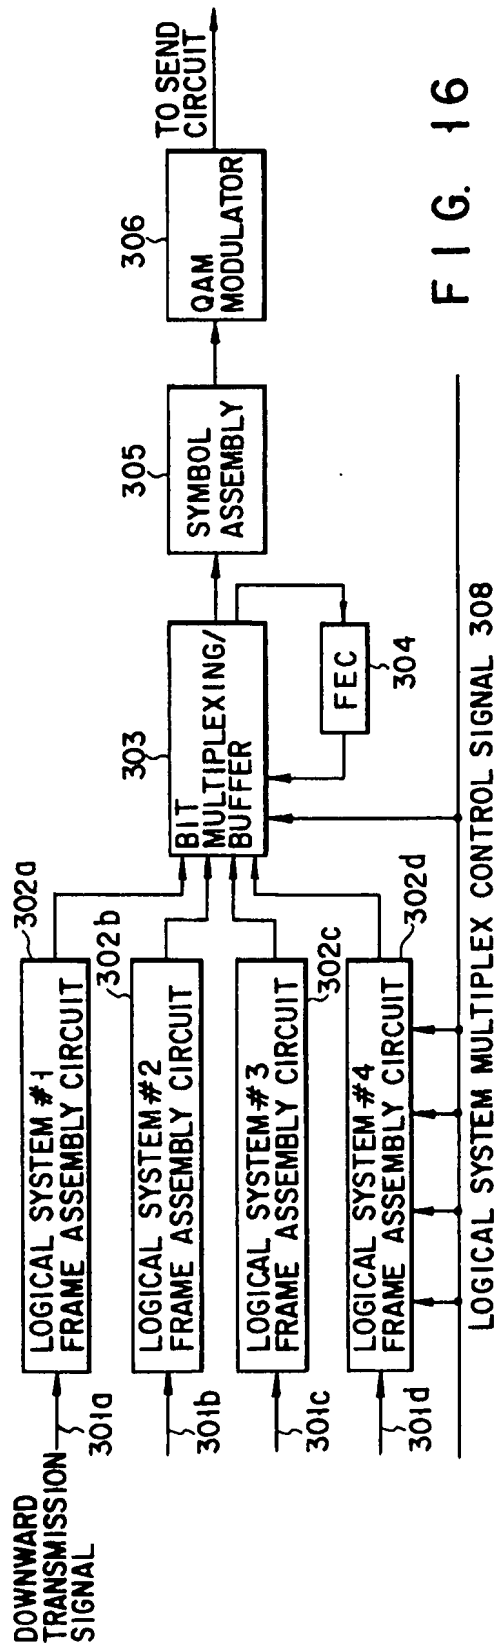 DOWNWARD
TRANSMISSION
SIGNAL
301a
LOGICAL SYSTEM #1
FRAME ASSEMBLY CIRCUIT
302a
301b
LOGICAL SYSTEM #2
FRAME ASSEMBLY CIRCUIT
302b
301c
LOGICAL SYSTEM #3
FRAME ASSEMBLY CIRCUIT
302c
301d
LOGICAL SYSTEM #4
FRAME ASSEMBLY CIRCUIT
302d
303
BIT
MULTIPLEXING/
BUFFER
FEC
304
305
SYMBOL
ASSEMBLY
306
QAM
MODULATOR
TO SEND
CIRCUIT
LOGICAL SYSTEM MULTIPLEX CONTROL SIGNAL 308
FIG. 16